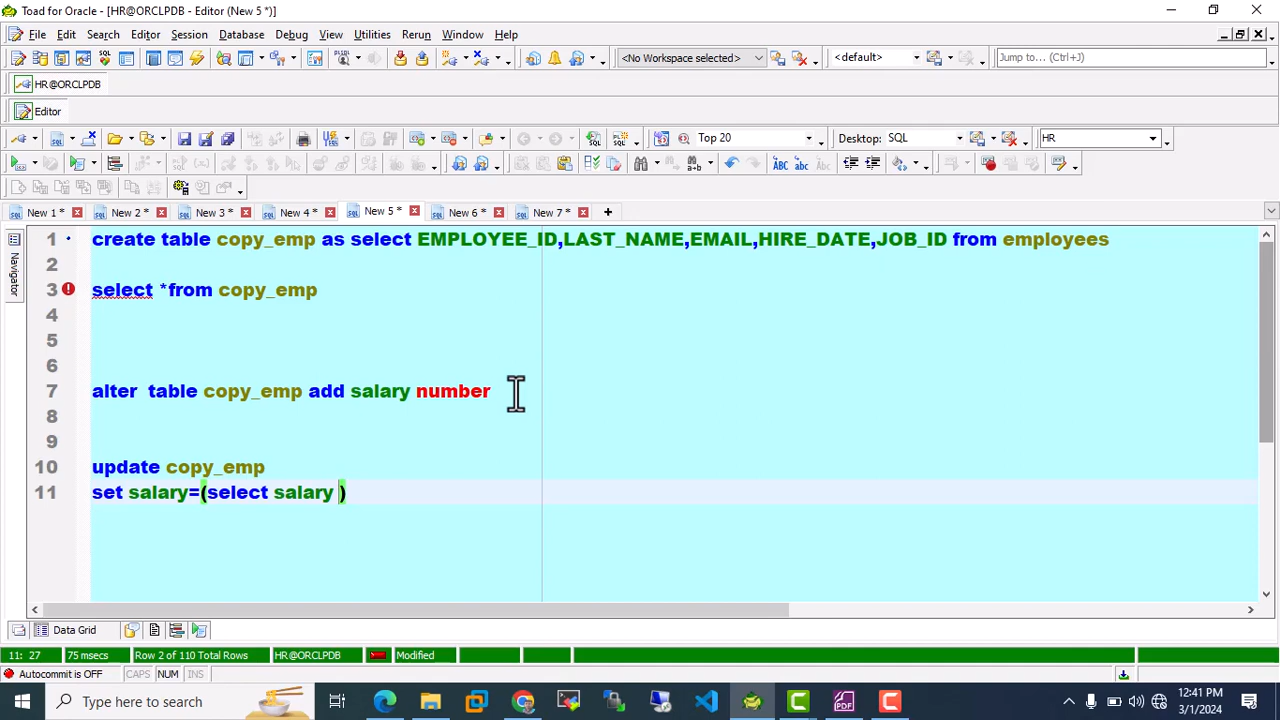 Toad for Oracle - [HR@ORCLPDB - Editor (New 5 *)]
File Edit Search Editor Session Database Debug View Utilities Rerun Window Help
SQL <No Workspace selected> <default> Jump to... (Ctrl+J)
HR@ORCLPDB
Editor
Top 20 Desktop: SQL HR
New 1 * New 2 * New 3 * New 4 * New 5 * New 6 * New 7 *
Navigator
1 create table copy_emp as select EMPLOYEE_ID,LAST_NAME,EMAIL,HIRE_DATE,JOB_ID from employees
2
3 select *from copy_emp
4
5
6
7 alter  table copy_emp add salary number
8
9
10 update copy_emp
11 set salary=(select salary )
Data Grid
11: 27 75 msecs Row 2 of 110 Total Rows HR@ORCLPDB Modified
Autocommit is OFF CAPS NUM INS
Type here to search
12:41 PM
3/1/2024